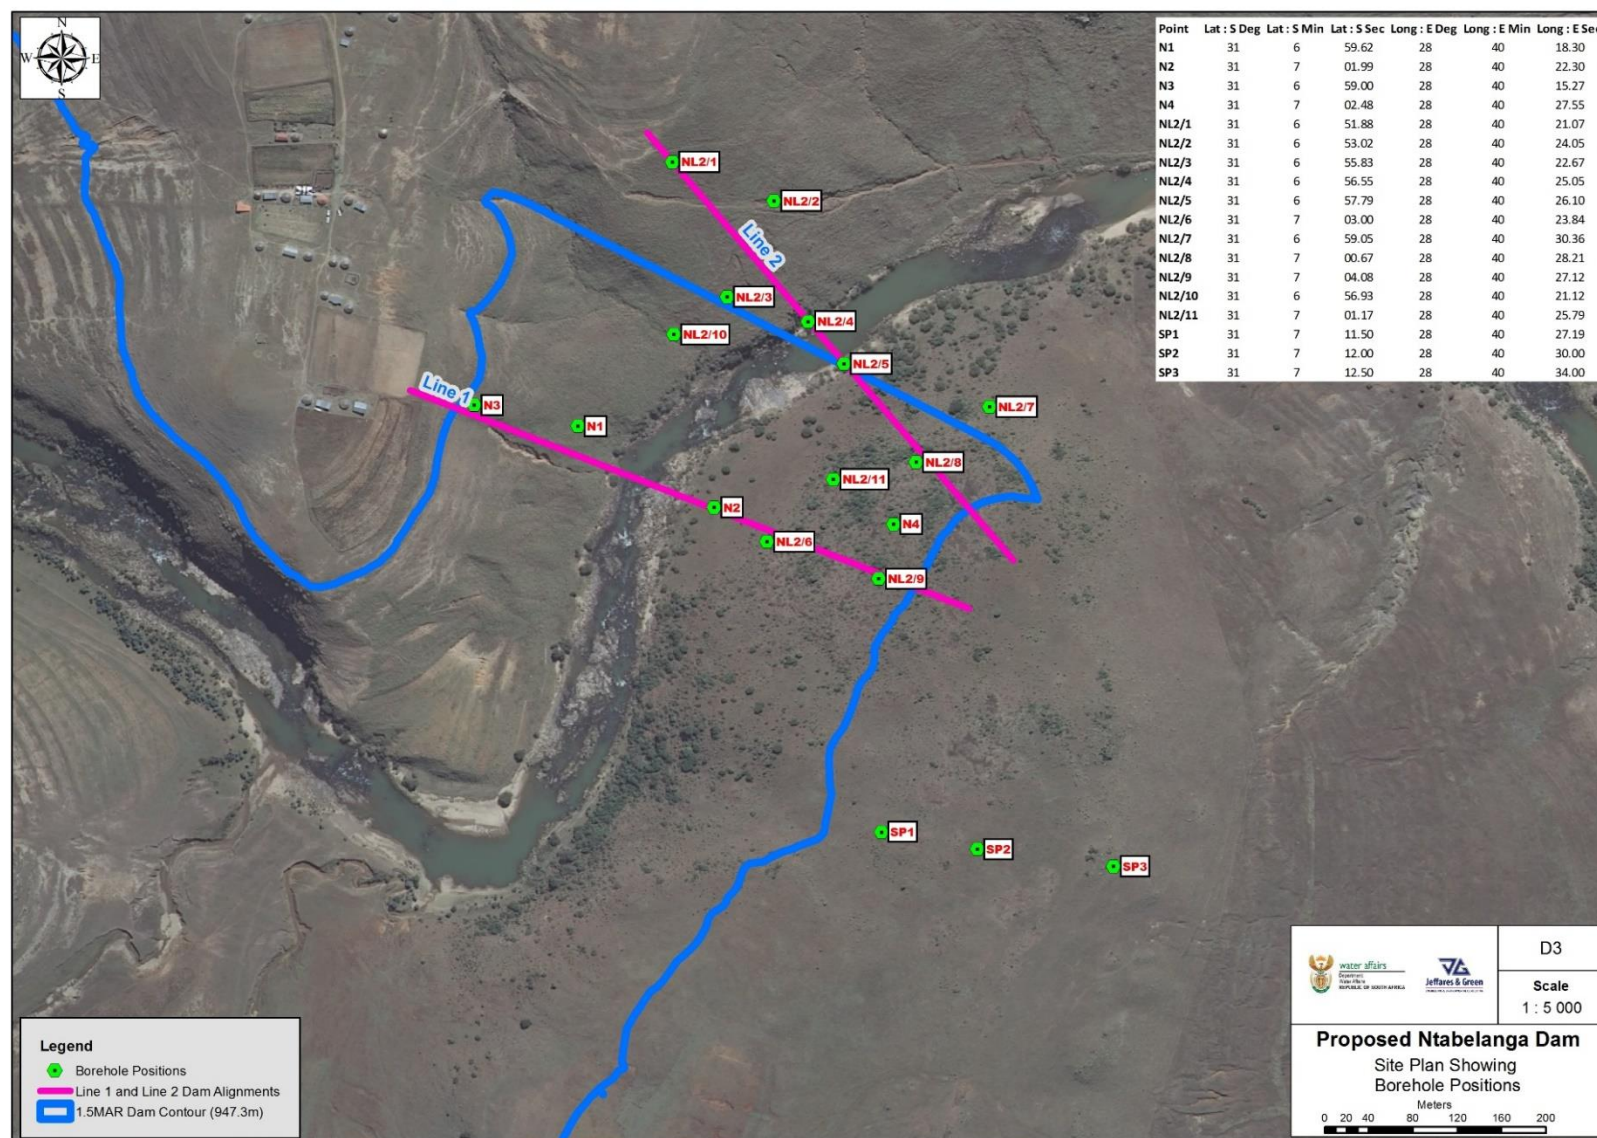 N
W E
S
Point Lat : S Deg Lat : S Min Lat : S Sec Long : E Deg Long : E Min Long : E Sec
N1 31 6 59.62 28 40 18.30
N2 31 7 01.99 28 40 22.30
N3 31 6 59.00 28 40 15.27
N4 31 7 02.48 28 40 27.55
NL2/1 31 6 51.88 28 40 21.07
NL2/2 31 6 53.02 28 40 24.05
NL2/3 31 6 55.83 28 40 22.67
NL2/4 31 6 56.55 28 40 25.05
NL2/5 31 6 57.79 28 40 26.10
NL2/6 31 7 03.00 28 40 23.84
NL2/7 31 6 59.05 28 40 30.36
NL2/8 31 7 00.67 28 40 28.21
NL2/9 31 7 04.08 28 40 27.12
NL2/10 31 6 56.93 28 40 21.12
NL2/11 31 7 01.17 28 40 25.79
SP1 31 7 11.50 28 40 27.19
SP2 31 7 12.00 28 40 30.00
SP3 31 7 12.50 28 40 34.00
NL2/1
NL2/2
Line 2
NL2/3
NL2/4
NL2/10
NL2/5
Line 1
N3
NL2/7
N1
NL2/8
NL2/11
N2
N4
NL2/6
NL2/9
SP1
SP2
SP3
water affairs
Department:
Water Affairs
REPUBLIC OF SOUTH AFRICA
Jeffares & Green
D3
Scale
1 : 5 000
Proposed Ntabelanga Dam
Site Plan Showing
Borehole Positions
Meters
0 20 40 80 120 160 200
Legend
Borehole Positions
Line 1 and Line 2 Dam Alignments
1.5MAR Dam Contour (947.3m)